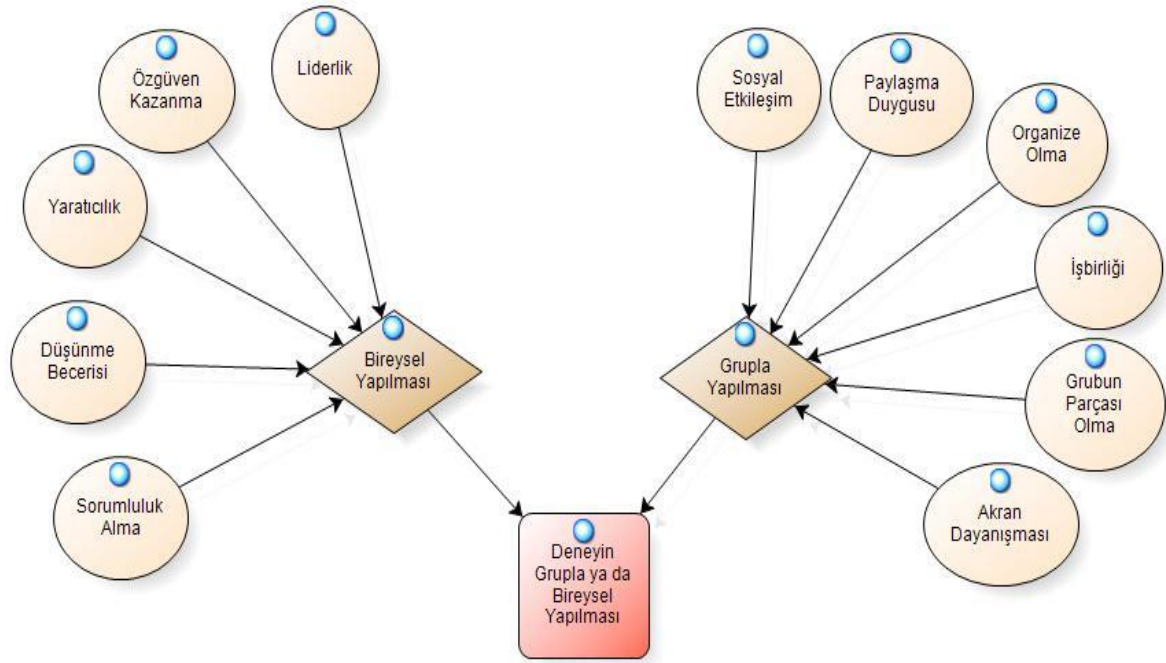 Özgüven
Kazanma
Liderlik
Yaratıcılık
Düşünme
Becerisi
Sorumluluk
Alma
Bireysel
Yapılması
Sosyal
Etkileşim
Paylaşma
Duygusu
Organize
Olma
İşbirliği
Grubun
Parçası
Olma
Akran
Dayanışması
Grupla
Yapılması
Deneyin
Grupla ya da
Bireysel
Yapılması